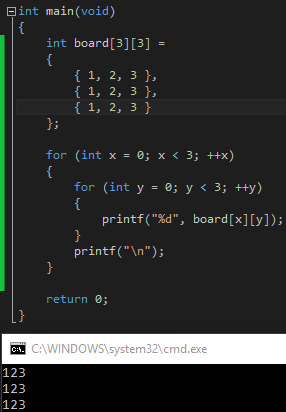 int main(void)
{
    int board[3][3] =
    {
        { 1, 2, 3 },
        { 1, 2, 3 },
        { 1, 2, 3 }
    };

    for (int x = 0; x < 3; ++x)
    {
        for (int y = 0; y < 3; ++y)
        {
            printf("%d", board[x][y]);
        }
        printf("\n");
    }

    return 0;
}
C:\WINDOWS\system32\cmd.exe
123
123
123